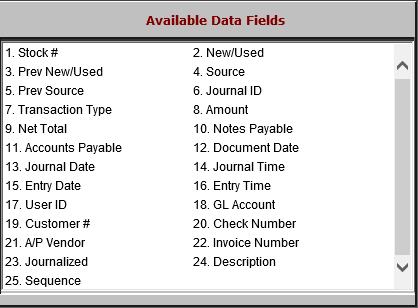 Available Data Fields
1. Stock # 2. New/Used
3. Prev New/Used 4. Source
5. Prev Source 6. Journal ID
7. Transaction Type 8. Amount
9. Net Total 10. Notes Payable
11. Accounts Payable 12. Document Date
13. Journal Date 14. Journal Time
15. Entry Date 16. Entry Time
17. User ID 18. GL Account
19. Customer # 20. Check Number
21. A/P Vendor 22. Invoice Number
23. Journalized 24. Description
25. Sequence